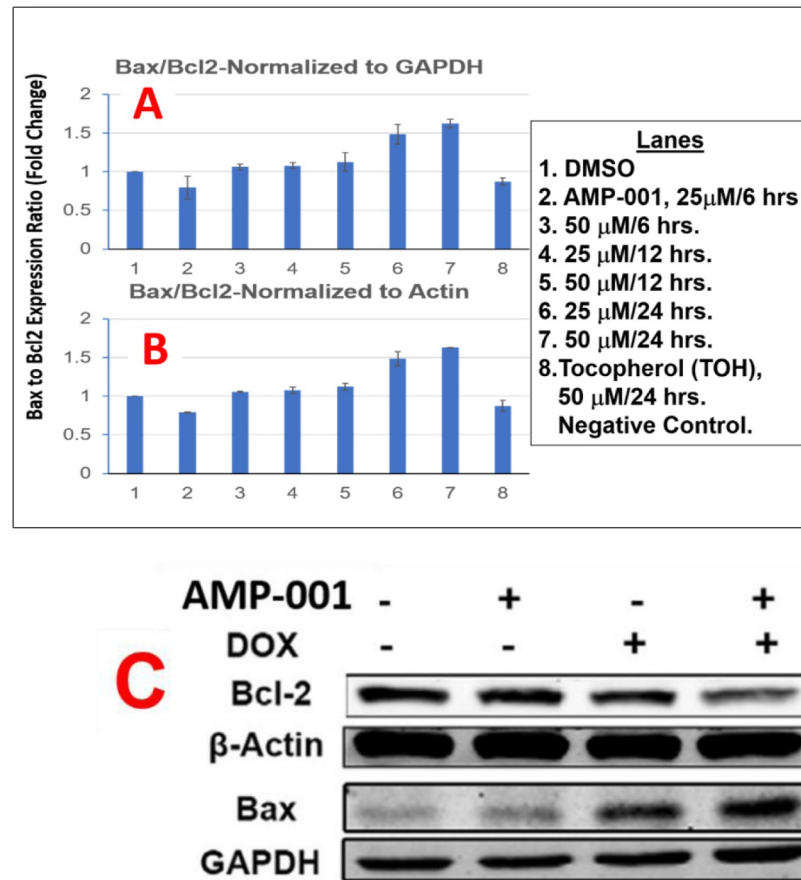 Bax/Bcl2-Normalized to GAPDH
A
2
1.5
1
0.5
0
1 2 3 4 5 6 7 8
Bax/Bcl2-Normalized to Actin
B
2
1.5
1
0.5
0
1 2 3 4 5 6 7 8
Bax to Bcl2 Expression Ratio (Fold Change)
Lanes
1. DMSO
2. AMP-001, 25μM/6 hrs
3. 50 μM/6 hrs.
4. 25 μM/12 hrs.
5. 50 μM/12 hrs.
6. 25 μM/24 hrs.
7. 50 μM/24 hrs.
8.Tocopherol (TOH),
50 μM/24 hrs.
Negative Control.
C
AMP-001 - + - +
DOX - - + +
Bcl-2
β-Actin
Bax
GAPDH